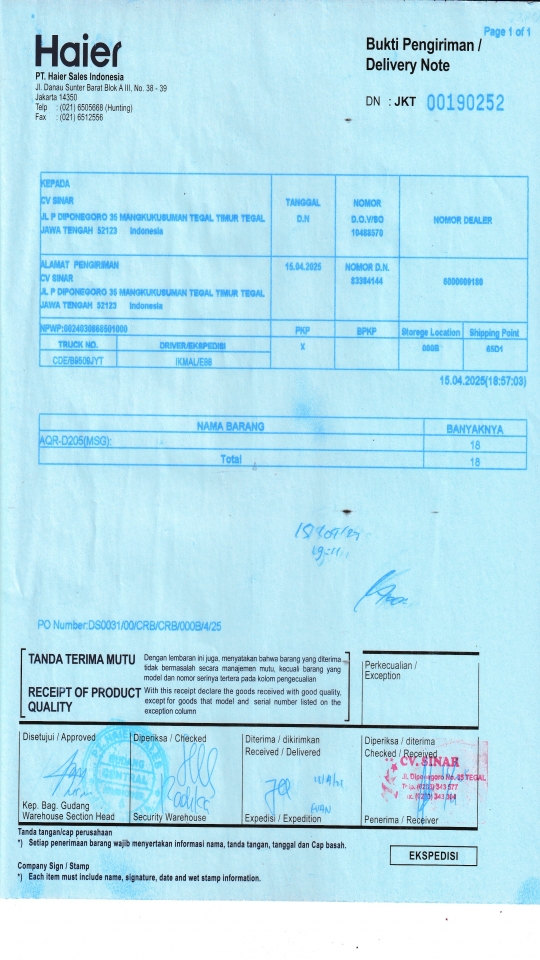 Page 1 of 1
Haier
Bukti Pengiriman /
Delivery Note
PT. Haier Sales Indonesia
Jl. Danau Sunter Barat Blok A III, No. 38 - 39
Jakarta 14350
Telp : (021) 6505668 (Hunting)
Fax : (021) 6512556
DN : JKT 00190252
KEPADA
CV SINAR
JL P DIPONEGORO 35 MANGKUKUSUMAN TEGAL TIMUR TEGAL
JAWA TENGAH 52123 Indonesia
TANGGAL
D.N
NOMOR
D.O.\/SO
NOMOR DEALER
ALAMAT PENGIRIMAN
CV SINAR
JL P DIPONEGORO 35 MANGKUKUSUMAN TEGAL TIMUR TEGAL
JAWA TENGAH 52123 Indonesia
15.04.2025
NOMOR D.N.
83384144
PKP BPKP Storege Location Shipping Point
TRUCK NO. DRIVER/EKSPEDISI X 000B 65D1
15.04.2025(18:57:03)
NAMA BARANG BANYAKNYA
AQR-D205(MSG): 18
Total 18
PO Number:DS0031/00/CRB/CRB/000B/4/25
TANDA TERIMA MUTU
Dengan lembaran ini juga, menyatakan bahwa barang yang diterima
tidak bermasalah secara manajemen mutu, kecuali barang yang
model dan nomor serinya tertera pada kolom pengecualian
RECEIPT OF PRODUCT
QUALITY
With this receipt declare the goods received with good quality,
except for goods that model and serial number listed on
the exception column
Perkecualian /
Exception
Disetujui / Approved
Diperiksa / Checked
Diterima / dikirimkan
Received / Delivered
Diperiksa / diterima
Checked / Received
GUDANG
CENTRAL
CV. SINAR
Jl. Diponegoro No. 35 TEGAL
Kep. Bag. Gudang
Warehouse Section Head
Security Warehouse
Expedisi / Expedition
Penerima / Receiver
Tanda tangan/cap perusahaan
*) Setiap penerimaan barang wajib menyertakan informasi nama, tanda tangan, tanggal dan Cap basah.
EKSPEDISI
Company Sign / Stamp
*) Each item must include name, signature, date and wet stamp information.